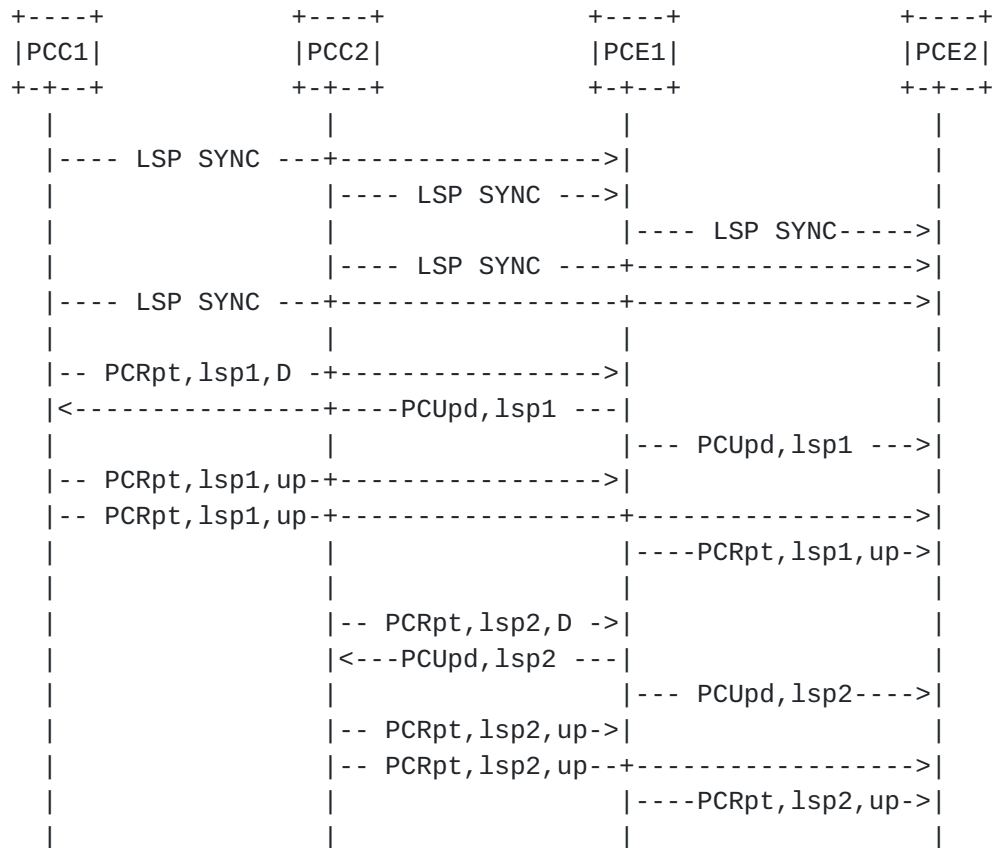 PCC1 PCC2 PCE1 PCE2
LSP SYNC
LSP SYNC
LSP SYNC
LSP SYNC
LSP SYNC
PCRpt,lsp1,D
PCUpd,lsp1
PCUpd,lsp1
PCRpt,lsp1,up
PCRpt,lsp1,up
PCRpt,lsp1,up
PCRpt,lsp2,D
PCUpd,lsp2
PCUpd,lsp2
PCRpt,lsp2,up
PCRpt,lsp2,up
PCRpt,lsp2,up